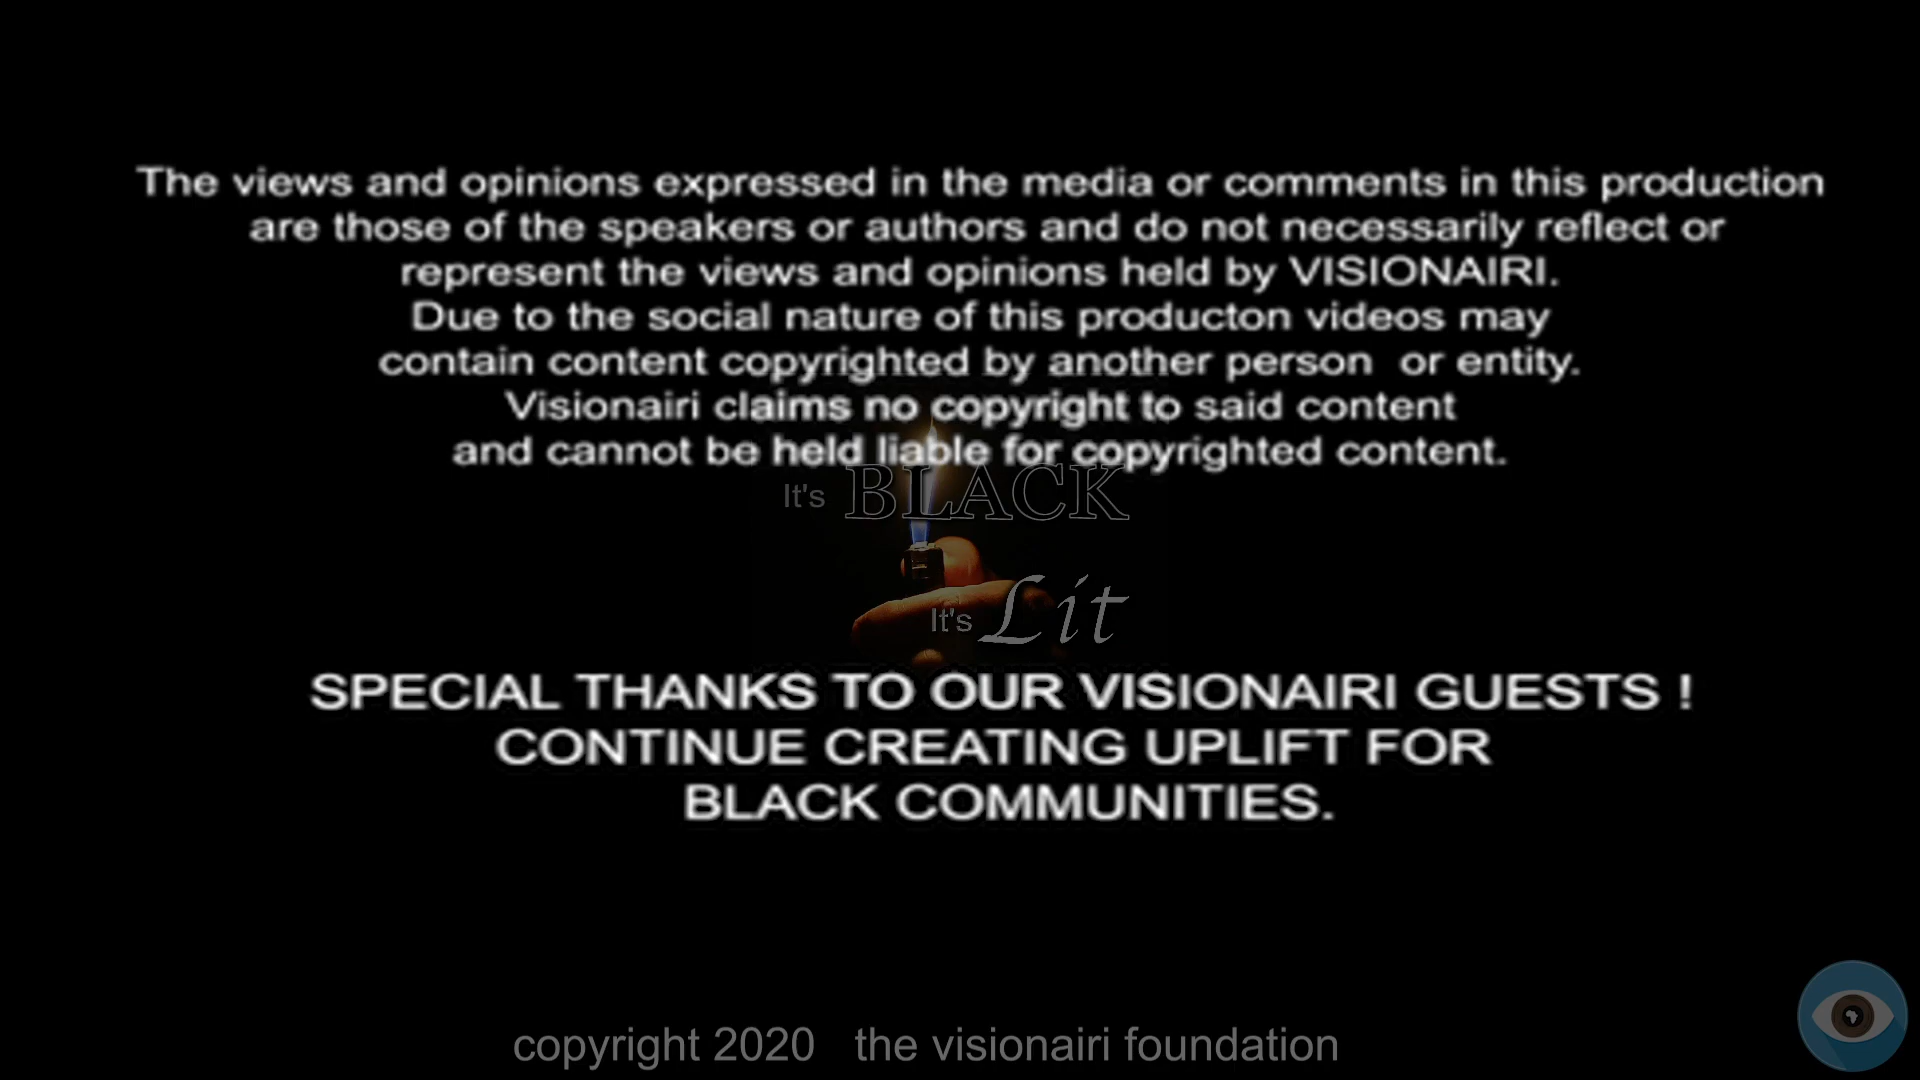 The views and opinions expressed in the media or comments in this production
are those of the speakers or authors and do not necessarily reflect or
represent the views and opinions held by VISIONAIRI.
Due to the social nature of this producton videos may
contain content copyrighted by another person  or entity.
Visionairi claims no copyright to said content
and cannot be held liable for copyrighted content.
It's BLACK
It's Lit
SPECIAL THANKS TO OUR VISIONAIRI GUESTS !
CONTINUE CREATING UPLIFT FOR
BLACK COMMUNITIES.
copyright 2020   the visionairi foundation